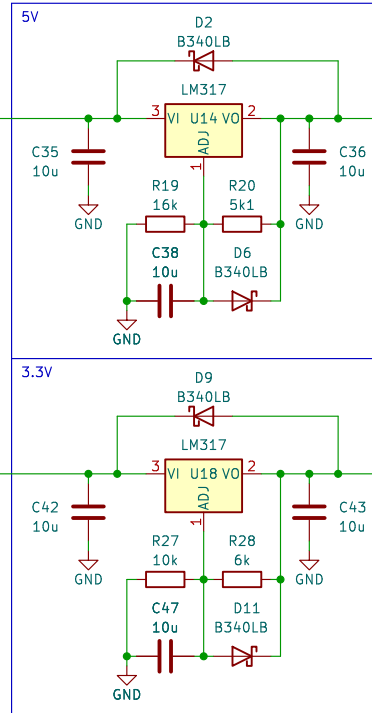 5V
D2
B340LB
LM317
3 VI U14 VO 2
ADJ
1
C35
10u
C36
10u
GND
GND
R19
16k
R20
5k1
C38
10u
D6
B340LB
GND
3.3V
D9
B340LB
LM317
3 VI U18 VO 2
ADJ
1
C42
10u
C43
10u
GND
GND
R27
10k
R28
6k
C47
10u
D11
B340LB
GND